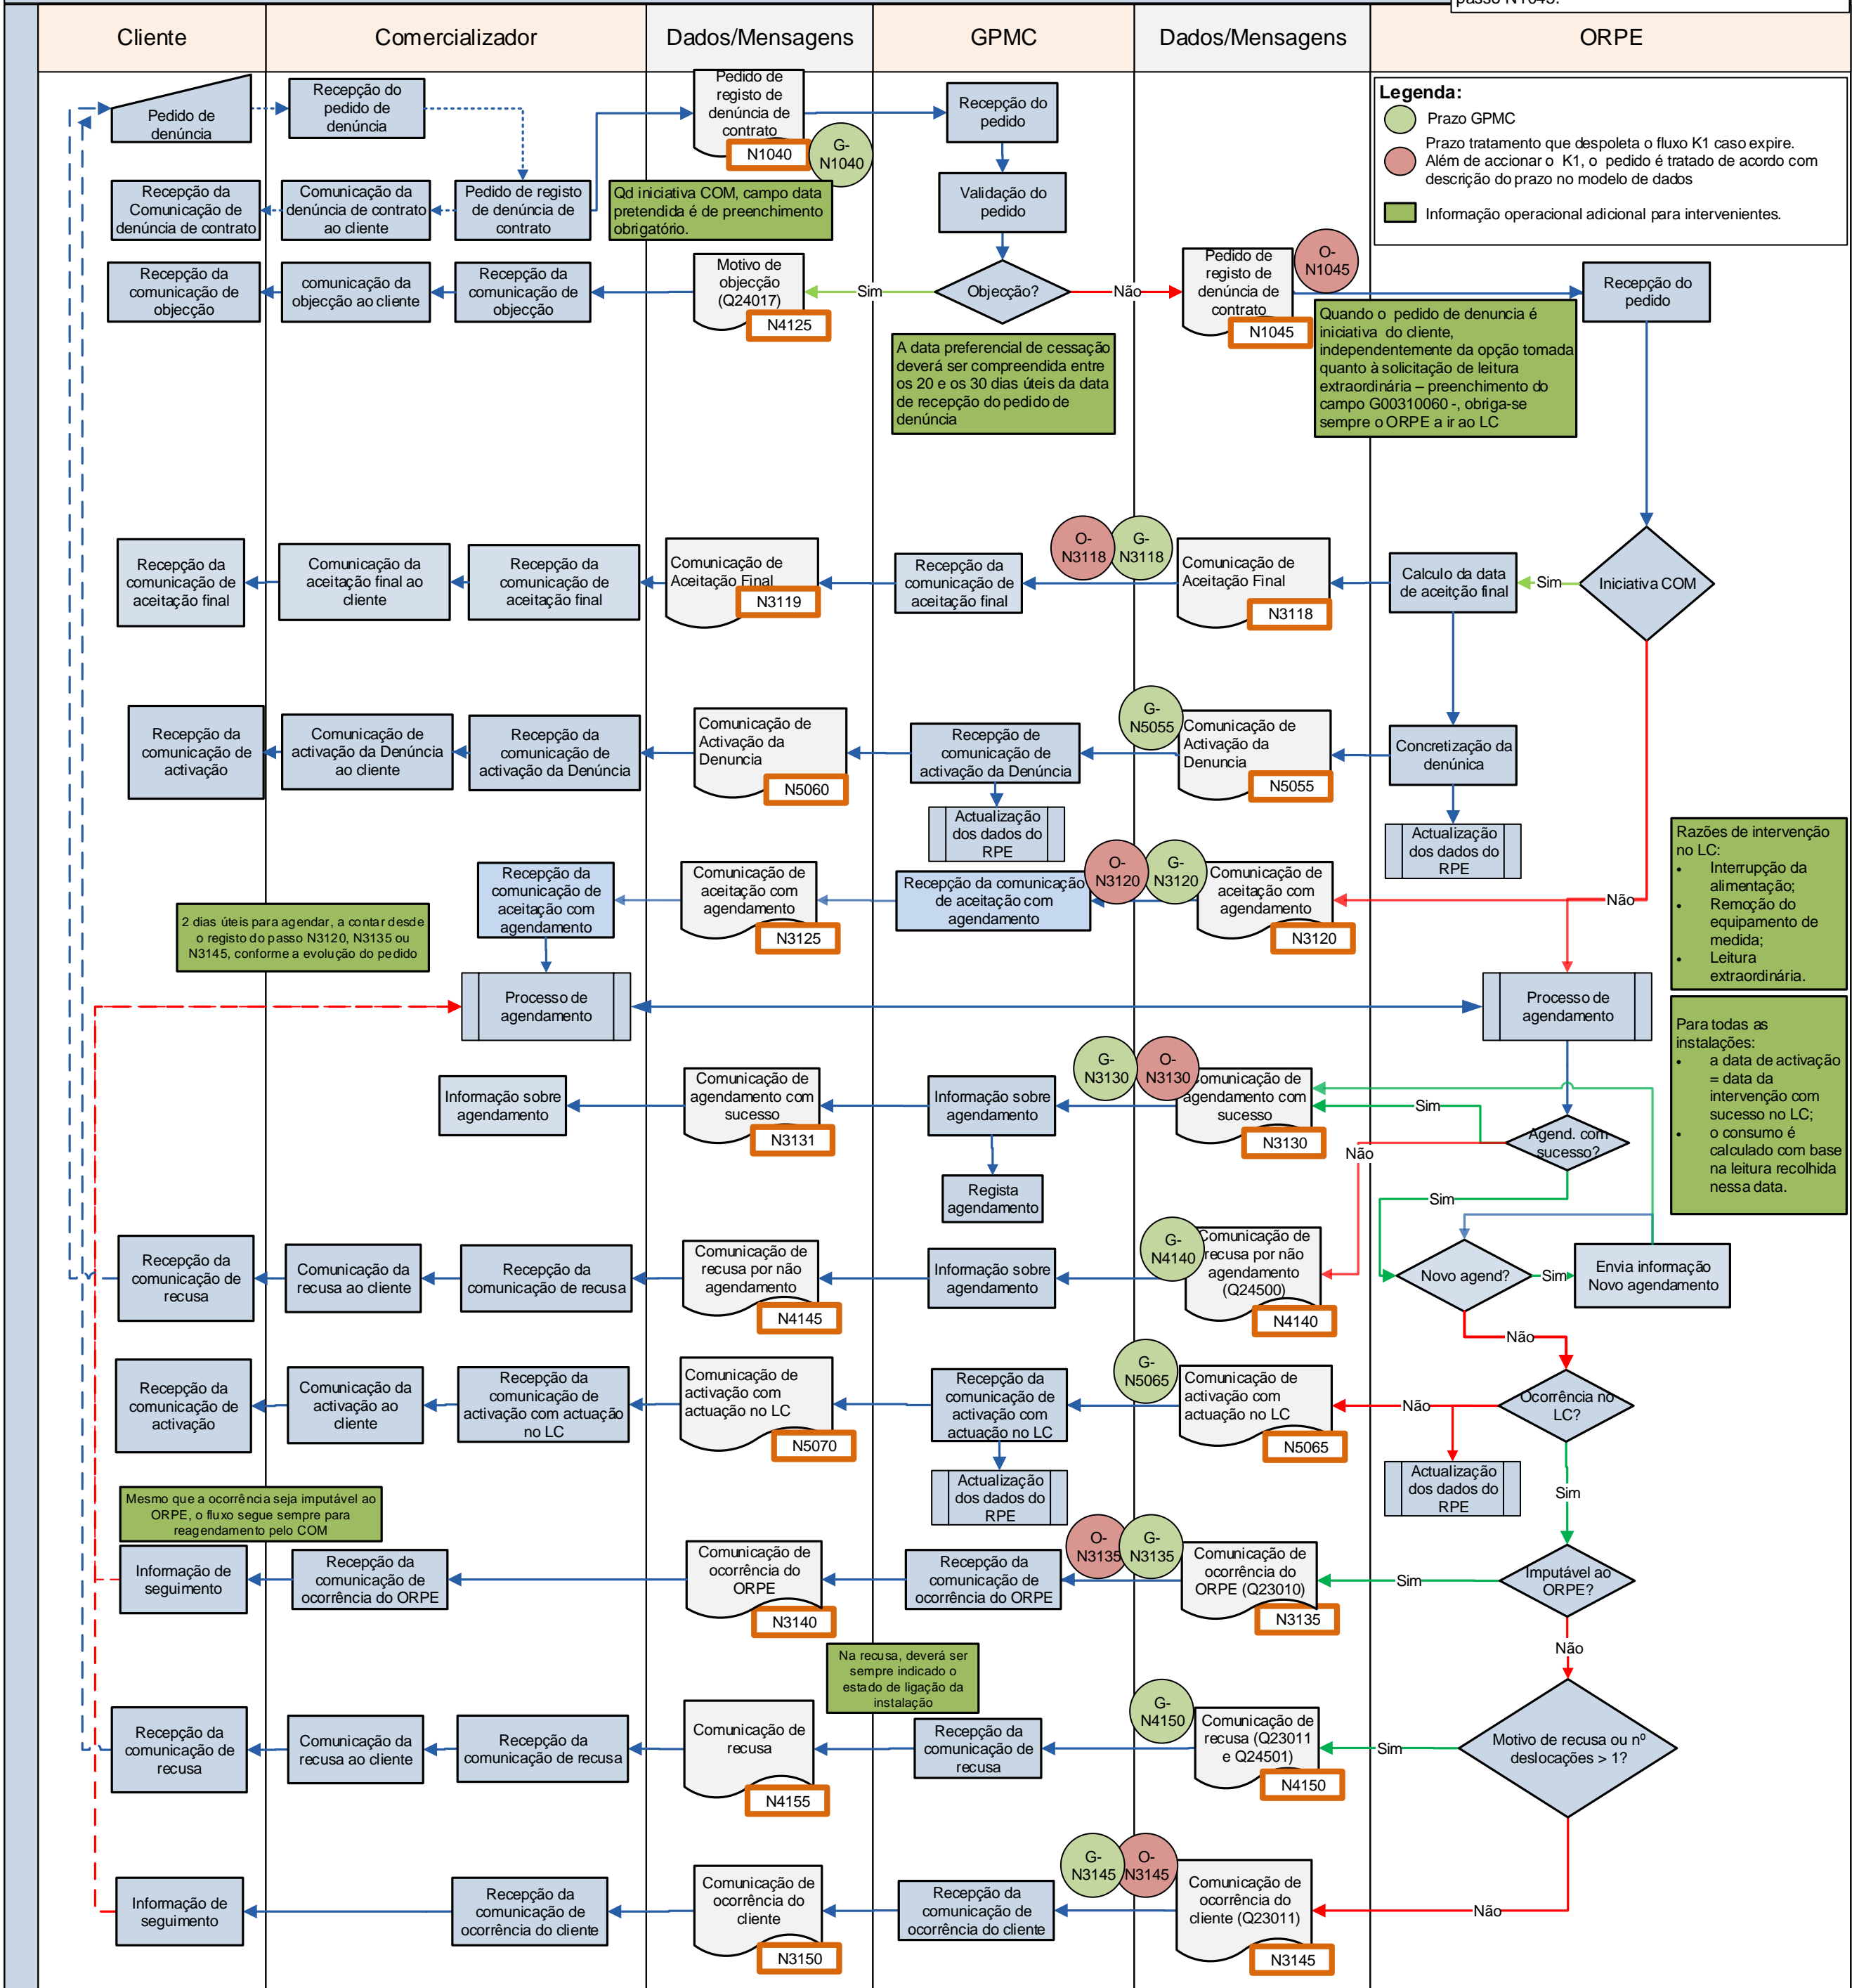 passo N1045.
Cliente
Comercializador
Dados/Mensagens
GPMC
Dados/Mensagens
ORPE
Pedido de
denúncia
Recepção do
pedido de
denúncia
Pedido de
registo de
denúncia de
contrato
N1040
G-
N1040
Recepção do
pedido
Legenda:
Prazo GPMC
Prazo tratamento que despoleta o fluxo K1 caso expire.
Além de accionar o K1, o pedido é tratado de acordo com
descrição do prazo no modelo de dados
Informação operacional adicional para intervenientes.
Recepção da
Comunicação de
denúncia de contrato
Comunicação da
denúncia de contrato
ao cliente
Pedido de registo
de denúncia de
contrato
Qd iniciativa COM, campo data
pretendida é de preenchimento
obrigatório.
Validação do
pedido
Recepção da
comunicação de
objecção
comunicação da
objecção ao cliente
Recepção da
comunicação de
objecção
Motivo de
objecção
(Q24017)
N4125
Sim
Objecção?
Não
Pedido de
registo de
denúncia de
contrato
N1045
O-
N1045
Recepção do
pedido
A data preferencial de cessação
deverá ser compreendida entre
os 20 e os 30 dias úteis da data
de recepção do pedido de
denúncia
Quando o pedido de denuncia é
iniciativa do cliente,
independentemente da opção tomada
quanto à solicitação de leitura
extraordinária – preenchimento do
campo G00310060 -, obriga-se
sempre o ORPE a ir ao LC
Recepção da
comunicação de
aceitação final
Comunicação da
aceitação final ao
cliente
Recepção da
comunicação de
aceitação final
Comunicação de
Aceitação Final
N3119
Recepção da
comunicação de
aceitação final
O-
N3118
G-
N3118
Comunicação de
Aceitação Final
N3118
Calculo da data
de aceitção final
Sim
Iniciativa COM
Recepção da
comunicação de
activação
Comunicação de
activação da Denúncia
ao cliente
Recepção da
comunicação de
activação da Denúncia
Comunicação de
Activação da
Denuncia
N5060
Recepção de
comunicação de
activação da Denúncia
G-
N5055
Comunicação de
Activação da
Denuncia
N5055
Concretização da
denúnica
Actualização
dos dados do
RPE
Actualização
dos dados do
RPE
Razões de intervenção
no LC:
• Interrupção da
alimentação;
• Remoção do
equipamento de
medida;
• Leitura
extraordinária.
2 dias úteis para agendar, a contar desde
o registo do passo N3120, N3135 ou
N3145, conforme a evolução do pedido
Recepção da
comunicação de
aceitação com
agendamento
Comunicação de
aceitação com
agendamento
N3125
Recepção da comunicação
de aceitação com
agendamento
O-
N3120
G-
N3120
Comunicação de
aceitação com
agendamento
N3120
Não
Processo de
agendamento
Processo de
agendamento
Para todas as
instalações:
• a data de activação
= data da
intervenção com
sucesso no LC;
• o consumo é
calculado com base
na leitura recolhida
nessa data.
Informação sobre
agendamento
Comunicação de
agendamento com
sucesso
N3131
Informação sobre
agendamento
G-
N3130
O-
N3130
Comunicação de
agendamento com
sucesso
N3130
Sim
Agend. com
sucesso?
Não
Regista
agendamento
Sim
Recepção da
comunicação de
recusa
Comunicação da
recusa ao cliente
Recepção da
comunicação de recusa
Comunicação de
recusa por não
agendamento
N4145
Informação sobre
agendamento
G-
N4140
Comunicação de
recusa por não
agendamento
(Q24500)
N4140
Novo agend?
Sim
Envia informação
Novo agendamento
Não
Recepção da
comunicação de
activação
Comunicação da
activação ao
cliente
Recepção da
comunicação de
activação com actuação
no LC
Comunicação de
activação com
actuação no LC
N5070
Recepção da
comunicação de
activação com
actuação no LC
G-
N5065
Comunicação de
activação com
actuação no LC
N5065
Não
Ocorrência no
LC?
Actualização
dos dados do
RPE
Actualização
dos dados do
RPE
Sim
Mesmo que a ocorrência seja imputável ao
ORPE, o fluxo segue sempre para
reagendamento pelo COM
Informação de
seguimento
Recepção da
comunicação de
ocorrência do ORPE
Comunicação de
ocorrência do
ORPE
N3140
Recepção da
comunicação de
ocorrência do ORPE
O-
N3135
G-
N3135
Comunicação de
ocorrência do
ORPE (Q23010)
N3135
Sim
Imputável ao
ORPE?
Não
Na recusa, deverá ser
sempre indicado o
estado de ligação da
instalação
Recepção da
comunicação de
recusa
Comunicação da
recusa ao cliente
Recepção da
comunicação de recusa
Comunicação de
recusa
N4155
Recepção da
comunicação de
recusa
G-
N4150
Comunicação de
recusa (Q23011
e Q24501)
N4150
Sim
Motivo de recusa ou nº
deslocações > 1?
Informação de
seguimento
Recepção da
comunicação de
ocorrência do cliente
Comunicação de
ocorrência do
cliente
N3150
Recepção da
comunicação de
ocorrência do cliente
G-
N3145
O-
N3145
Comunicação de
ocorrência do
cliente (Q23011)
N3145
Não